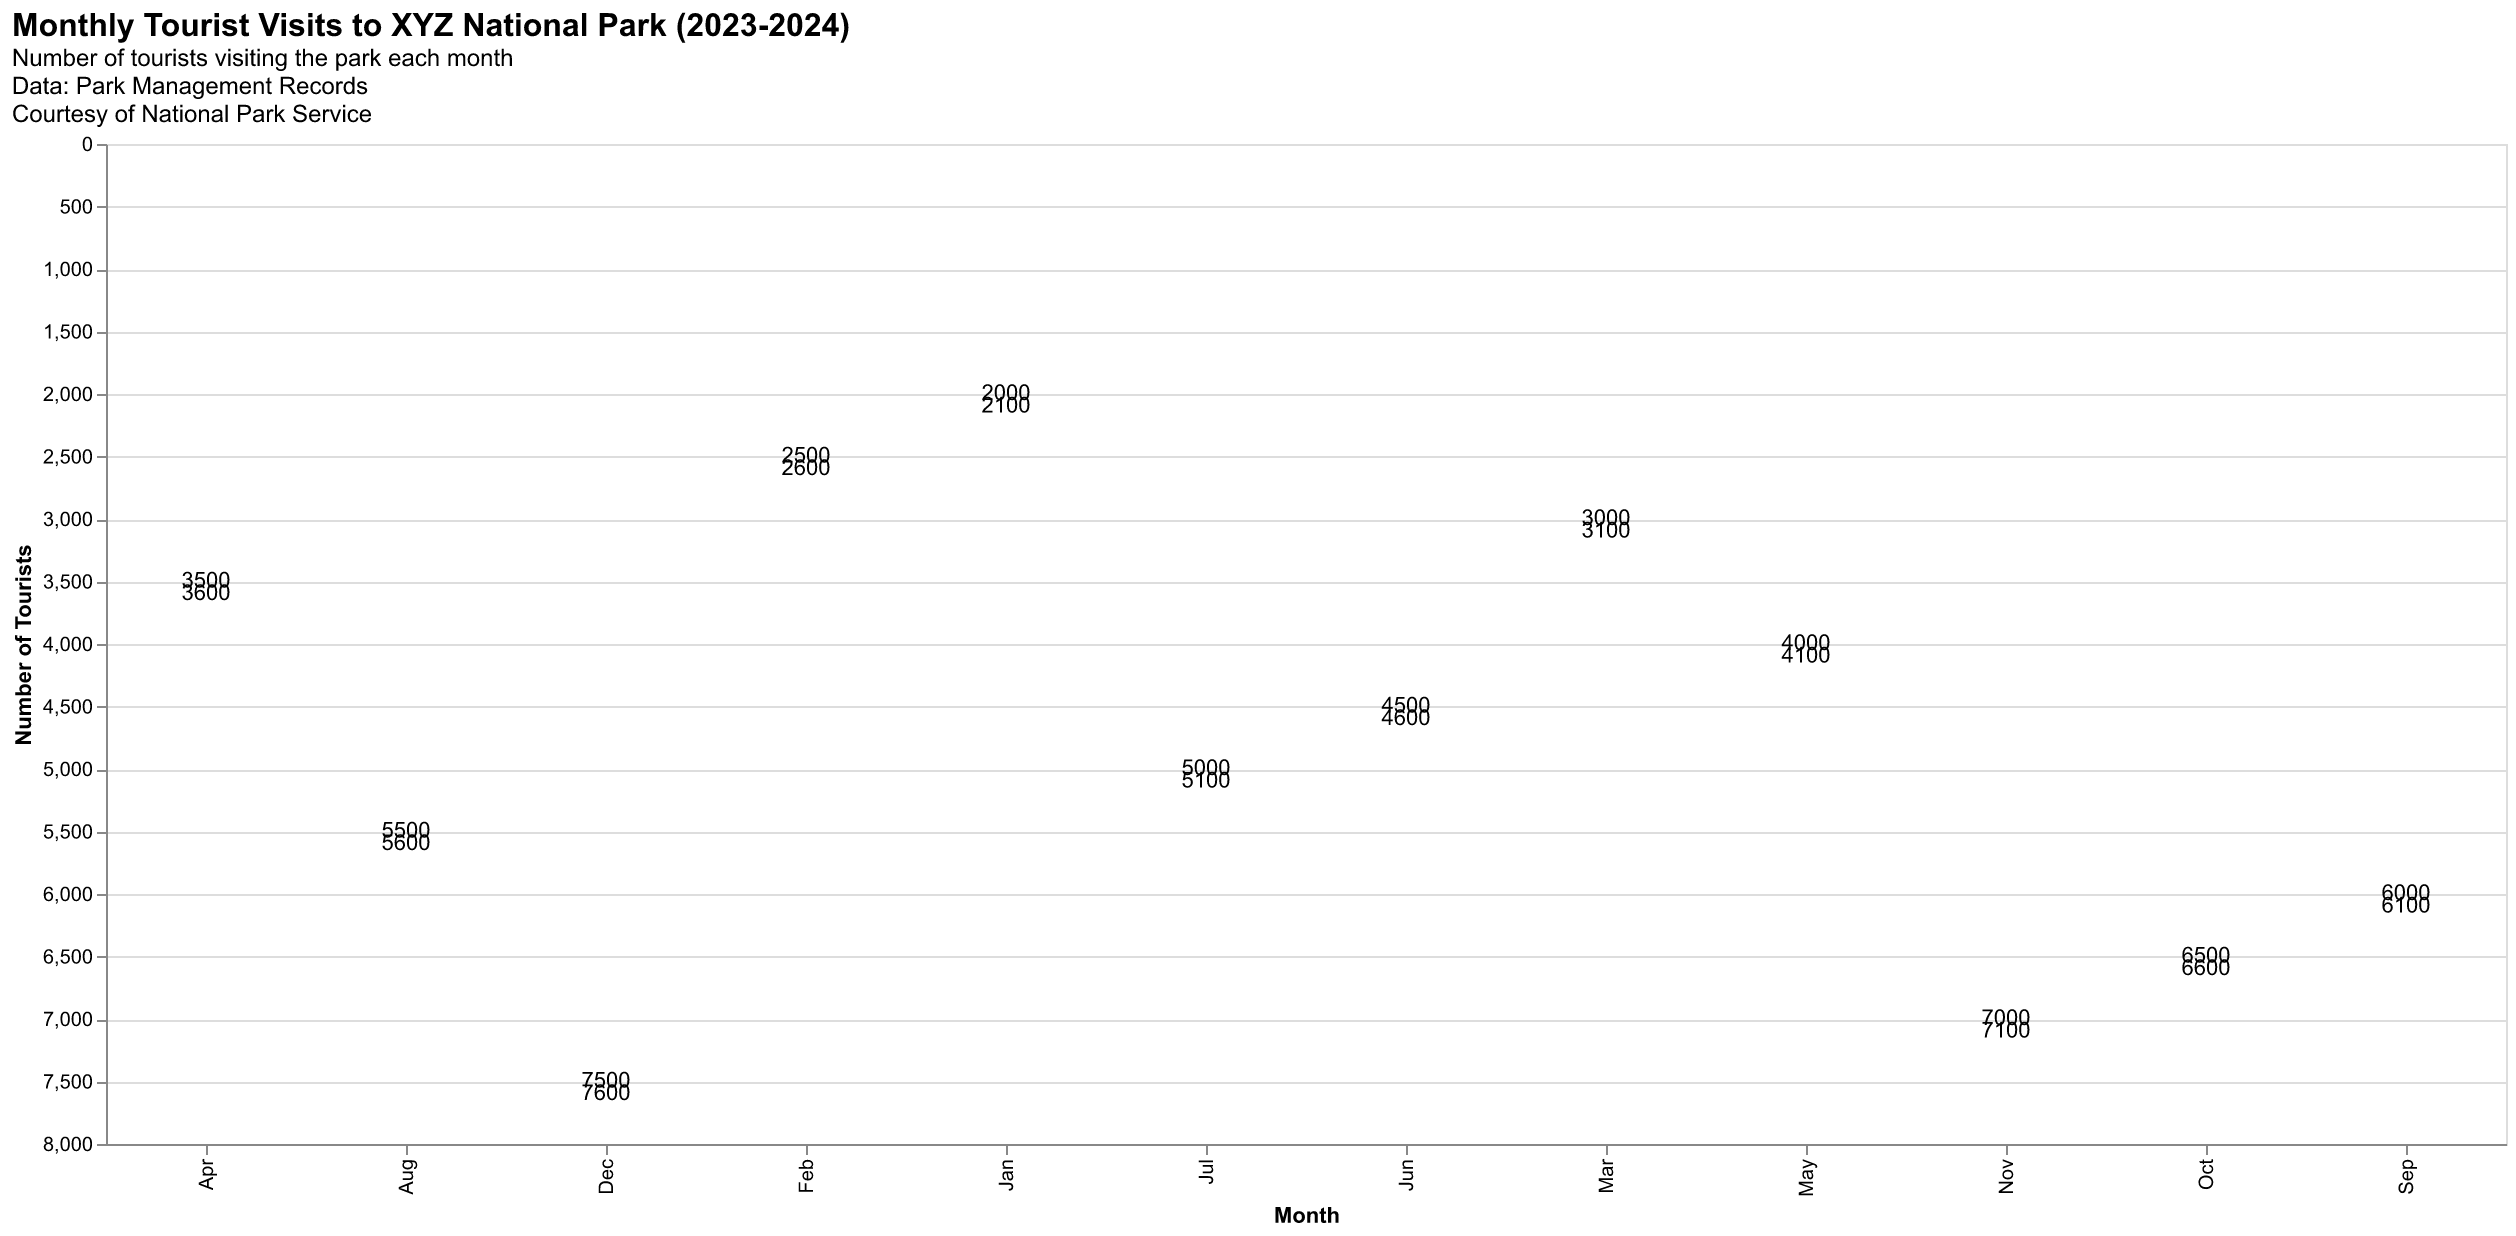 Monthly Tourist Visits to XYZ National Park (2023-2024)
Number of tourists visiting the park each month
Data: Park Management Records
Courtesy of National Park Service
0
500
1,000
1,500
2,000
2,500
3,000
3,500
4,000
4,500
5,000
5,500
6,000
6,500
7,000
7,500
8,000
Number of Tourists
2000
2100
2500
2600
3000
3100
3500
3600
4000
4100
4500
4600
5000
5100
5500
5600
6000
6100
6500
6600
7000
7100
7500
7600
Apr
Aug
Dec
Feb
Jan
Jul
Jun
Mar
May
Nov
Oct
Sep
Month